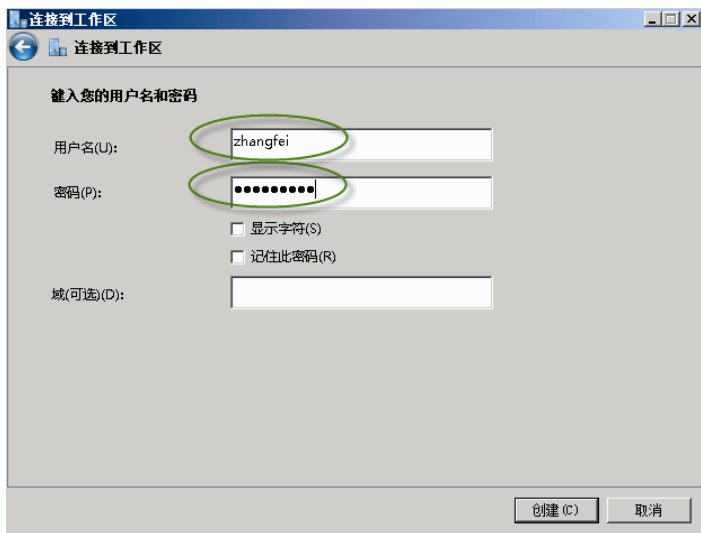 连接到工作区
连接到工作区
键入您的用户名和密码
用户名(U):
zhangfei
密码(P):
●●●●●●●●●
显示字符(S)
记住此密码(R)
域(可选)(D):
创建(C)
取消